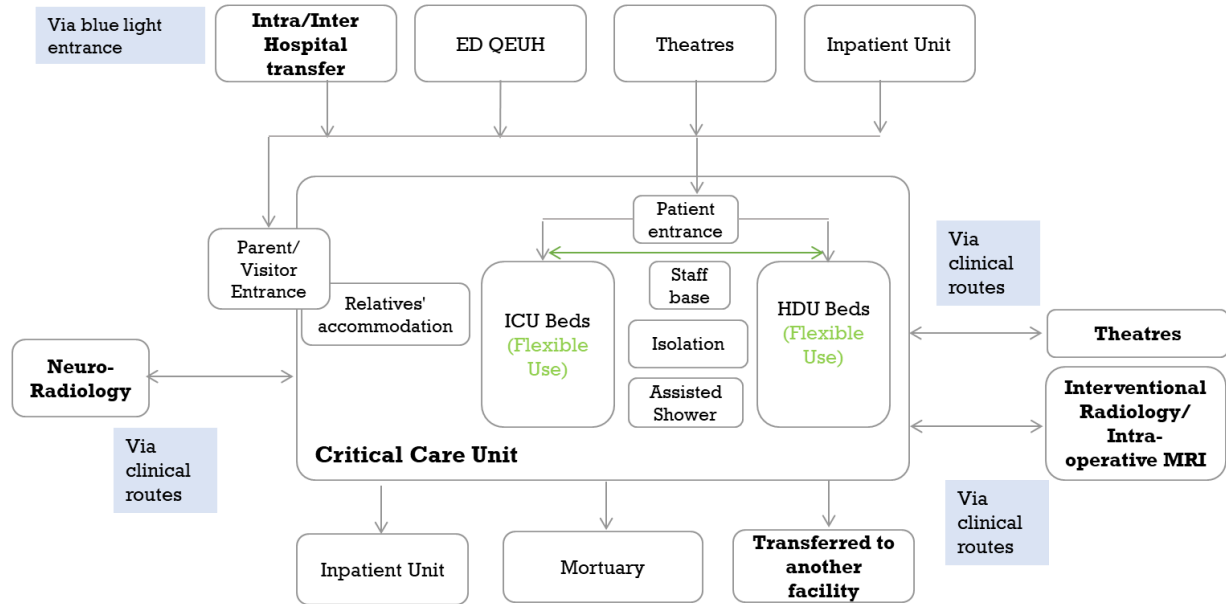 Via blue light
entrance
Intra/Inter
Hospital
transfer
ED QEUH
Theatres
Inpatient Unit
Patient
entrance
Parent/
Visitor
Entrance
Relatives'
accommodation
ICU Beds
(Flexible
Use)
Staff
base
Isolation
Assisted
Shower
HDU Beds
(Flexible
Use)
Via
clinical
routes
Theatres
Neuro-
Radiology
Interventional
Radiology/
Intra-
operative MRI
Via
clinical
routes
Critical Care Unit
Via
clinical
routes
Inpatient Unit
Mortuary
Transferred to
another
facility